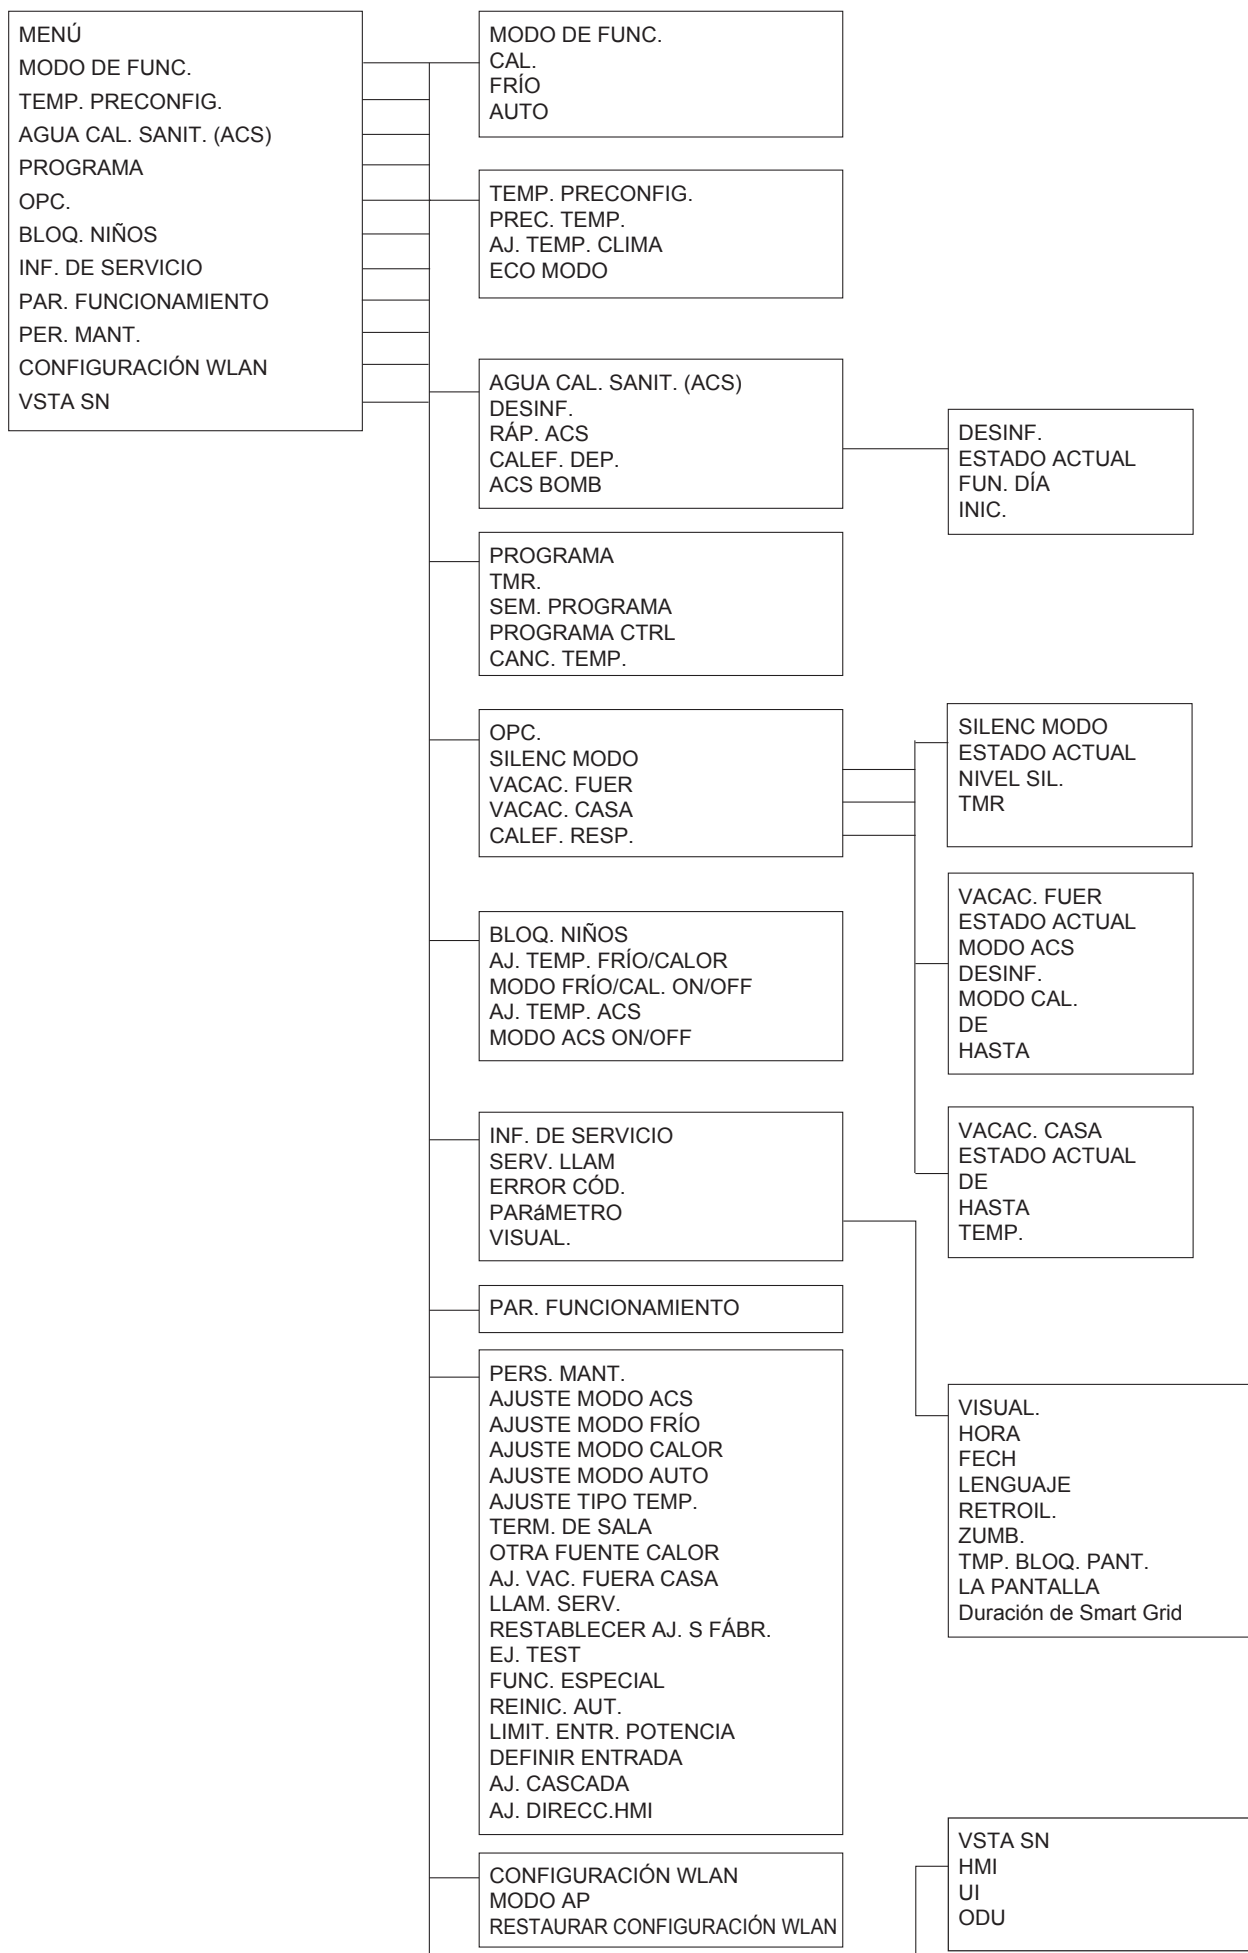 MENÚ
MODO DE FUNC.
TEMP. PRECONFIG.
AGUA CAL. SANIT. (ACS)
PROGRAMA
OPC.
BLOQ. NIÑOS
INF. DE SERVICIO
PAR. FUNCIONAMIENTO
PER. MANT.
CONFIGURACIÓN WLAN
VSTA SN
MODO DE FUNC.
CAL.
FRÍO
AUTO
TEMP. PRECONFIG.
PREC. TEMP.
AJ. TEMP. CLIMA
ECO MODO
AGUA CAL. SANIT. (ACS)
DESINF.
RÁP. ACS
CALEF. DEP.
ACS BOMB
DESINF.
ESTADO ACTUAL
FUN. DÍA
INIC.
PROGRAMA
TMR.
SEM. PROGRAMA
PROGRAMA CTRL
CANC. TEMP.
OPC.
SILENC MODO
VACAC. FUER
VACAC. CASA
CALEF. RESP.
SILENC MODO
ESTADO ACTUAL
NIVEL SIL.
TMR
VACAC. FUER
ESTADO ACTUAL
MODO ACS
DESINF.
MODO CAL.
DE
HASTA
VACAC. CASA
ESTADO ACTUAL
DE
HASTA
TEMP.
BLOQ. NIÑOS
AJ. TEMP. FRÍO/CALOR
MODO FRÍO/CAL. ON/OFF
AJ. TEMP. ACS
MODO ACS ON/OFF
INF. DE SERVICIO
SERV. LLAM
ERROR CÓD.
PARáMETRO
VISUAL.
PAR. FUNCIONAMIENTO
PERS. MANT.
AJUSTE MODO ACS
AJUSTE MODO FRÍO
AJUSTE MODO CALOR
AJUSTE MODO AUTO
AJUSTE TIPO TEMP.
TERM. DE SALA
OTRA FUENTE CALOR
AJ. VAC. FUERA CASA
LLAM. SERV.
RESTABLECER AJ. S FÁBR.
EJ. TEST
FUNC. ESPECIAL
REINIC. AUT.
LIMIT. ENTR. POTENCIA
DEFINIR ENTRADA
AJ. CASCADA
AJ. DIRECC.HMI
VISUAL.
HORA
FECH
LENGUAJE
RETROIL.
ZUMB.
TMP. BLOQ. PANT.
LA PANTALLA
Duración de Smart Grid
CONFIGURACIÓN WLAN
MODO AP
RESTAURAR CONFIGURACIÓN WLAN
VSTA SN
HMI
UI
ODU